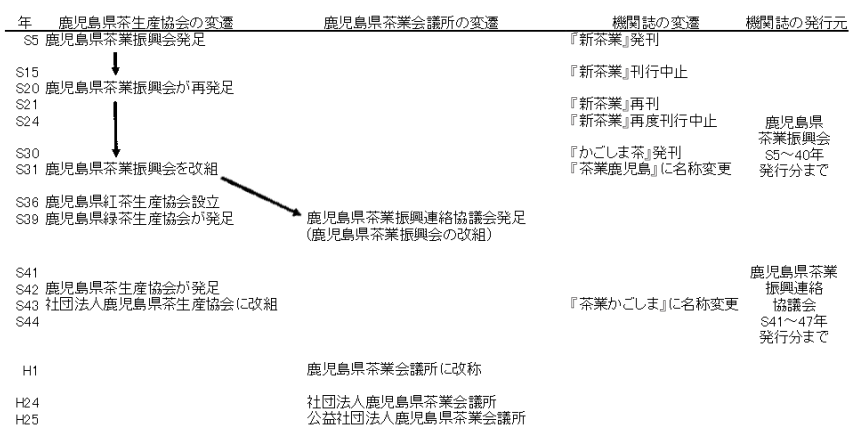 年 鹿児島県茶生産協会の変遷 鹿児島県茶業会議所の変遷 機関誌の変遷 機関誌の発行元
S5 鹿児島県茶業振興会発足 『新茶業』発刊
S15 『新茶業』刊行中止
S20 鹿児島県茶業振興会が再発足
S21 『新茶業』再刊
S24 『新茶業』再度刊行中止 鹿児島県
茶業振興会
S30 『かごしま茶』発刊 S5～40年
S31 鹿児島県茶業振興会を改組 『茶業鹿児島』に名称変更 発行分まで
S36 鹿児島県紅茶生産協会設立
S39 鹿児島県緑茶生産協会が発足 鹿児島県茶業振興連絡協議会発足
(鹿児島県茶業振興会の改組)
S41 鹿児島県茶業
S42 鹿児島県茶生産協会が発足 振興連絡
S43 社団法人鹿児島県茶生産協会に改組 『茶業かごしま』に名称変更 協議会
S44 S41～47年
発行分まで
H1 鹿児島県茶業会議所に改称
H24 社団法人鹿児島県茶業会議所
H25 公益社団法人鹿児島県茶業会議所